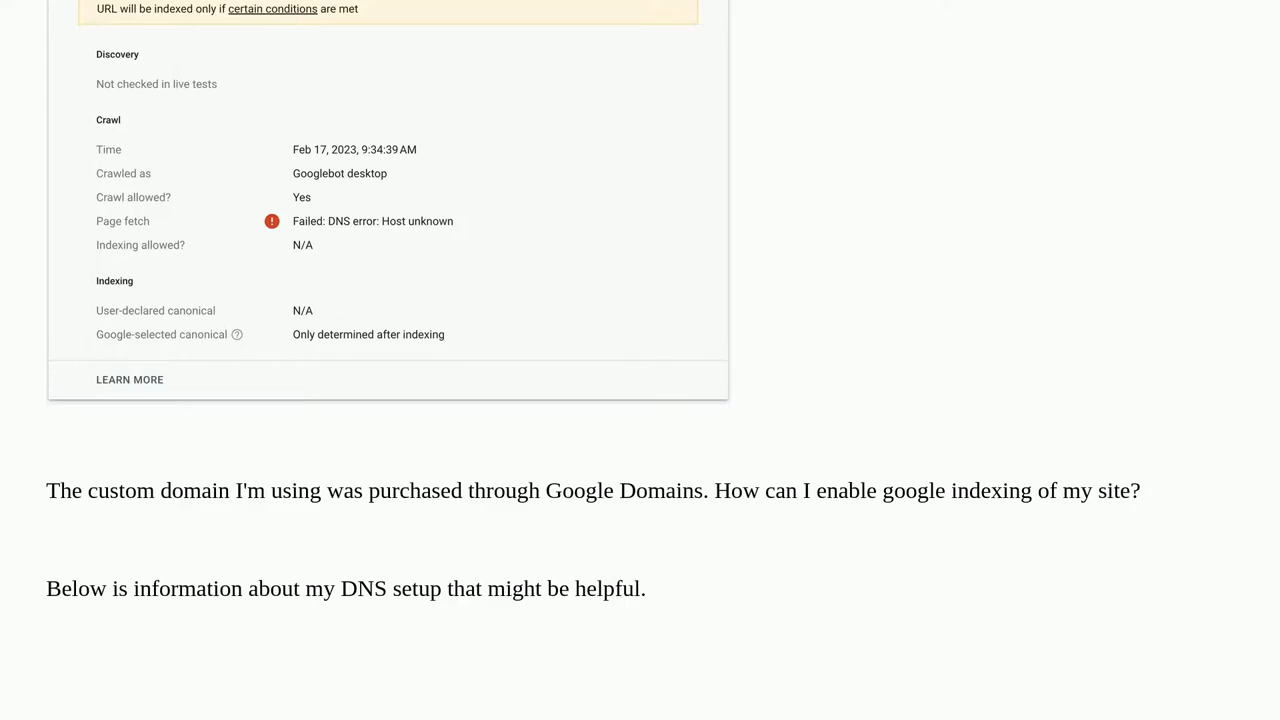 URL will be indexed only if certain conditions are met
Discovery
Not checked in live tests
Crawl
Time Feb 17, 2023, 9:34:39 AM
Crawled as Googlebot desktop
Crawl allowed? Yes
Page fetch Failed: DNS error: Host unknown
Indexing allowed? N/A
Indexing
User-declared canonical N/A
Google-selected canonical Only determined after indexing
LEARN MORE
The custom domain I'm using was purchased through Google Domains. How can I enable google indexing of my site?
Below is information about my DNS setup that might be helpful.